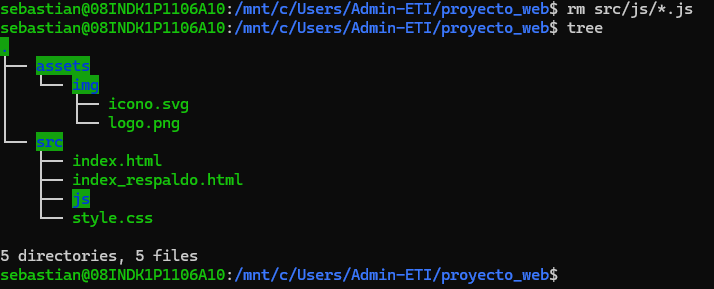 sebastian@08INDK1P1106A10:/mnt/c/Users/Admin-ETI/proyecto_web$ rm src/js/*.js
sebastian@08INDK1P1106A10:/mnt/c/Users/Admin-ETI/proyecto_web$ tree
.
├── assets
│   └── img
│       ├── icono.svg
│       └── logo.png
└── src
    ├── index.html
    ├── index_respaldo.html
    ├── js
    └── style.css

5 directories, 5 files
sebastian@08INDK1P1106A10:/mnt/c/Users/Admin-ETI/proyecto_web$